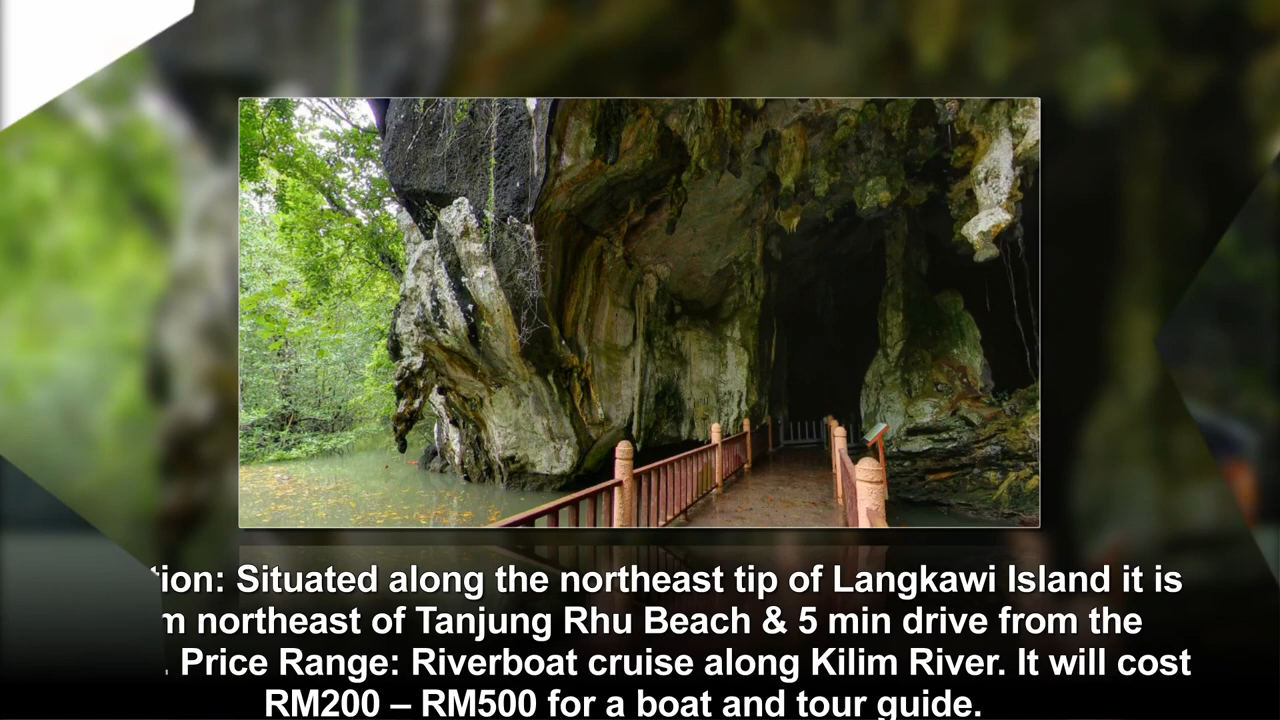 tion: Situated along the northeast tip of Langkawi Island it is
m northeast of Tanjung Rhu Beach & 5 min drive from the
. Price Range: Riverboat cruise along Kilim River. It will cost
RM200 – RM500 for a boat and tour guide.